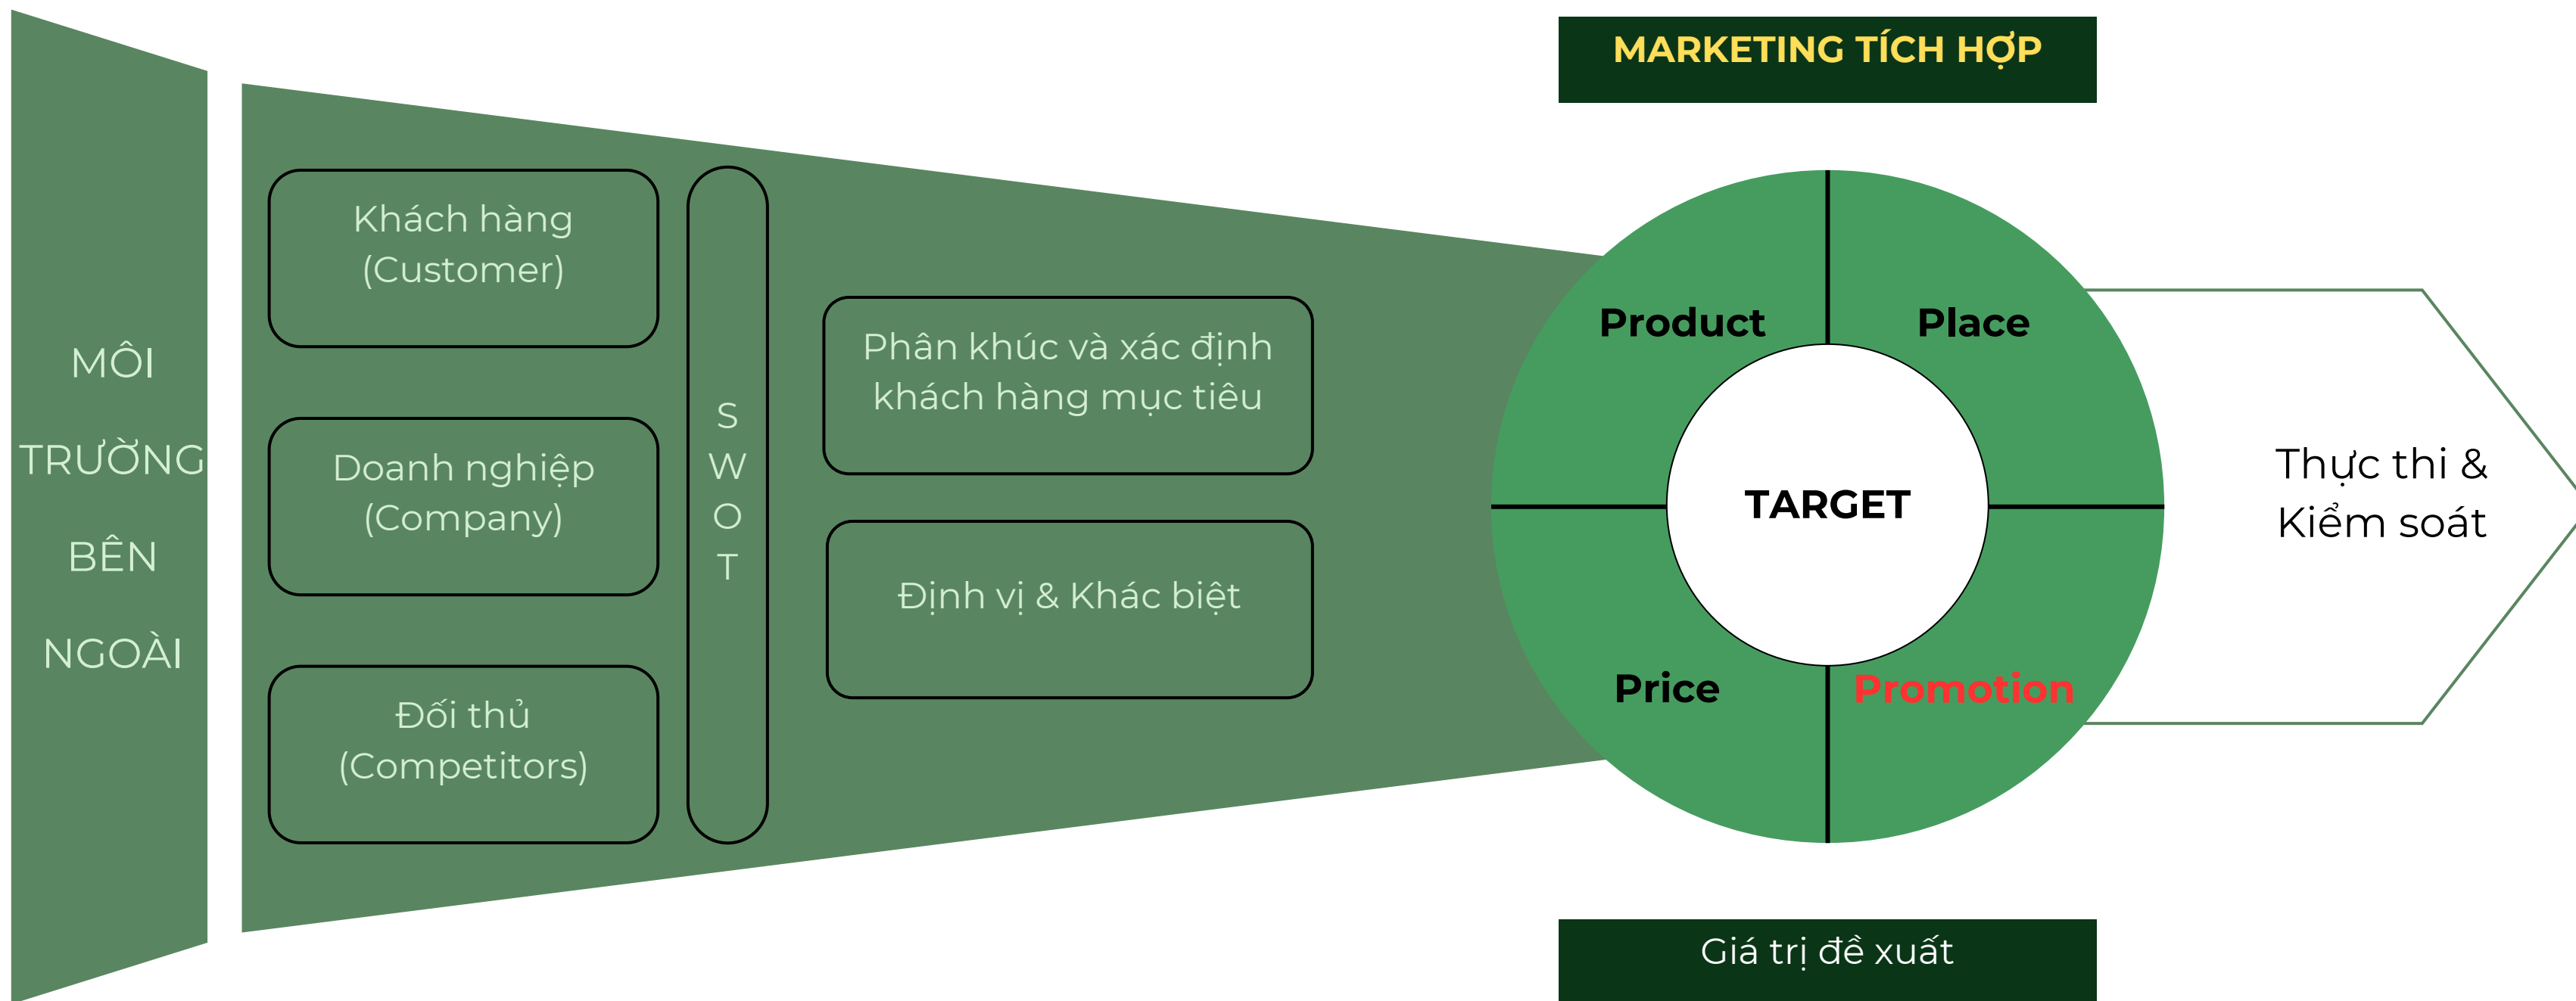 MARKETING TÍCH HỢP
MÔI
TRƯỜNG
BÊN
NGOÀI
Khách hàng
(Customer)
Doanh nghiệp
(Company)
Đối thủ
(Competitors)
S
W
O
T
Phân khúc và xác định
khách hàng mục tiêu
Định vị & Khác biệt
Product
Place
TARGET
Price
Promotion
Thực thi &
Kiểm soát
Giá trị đề xuất